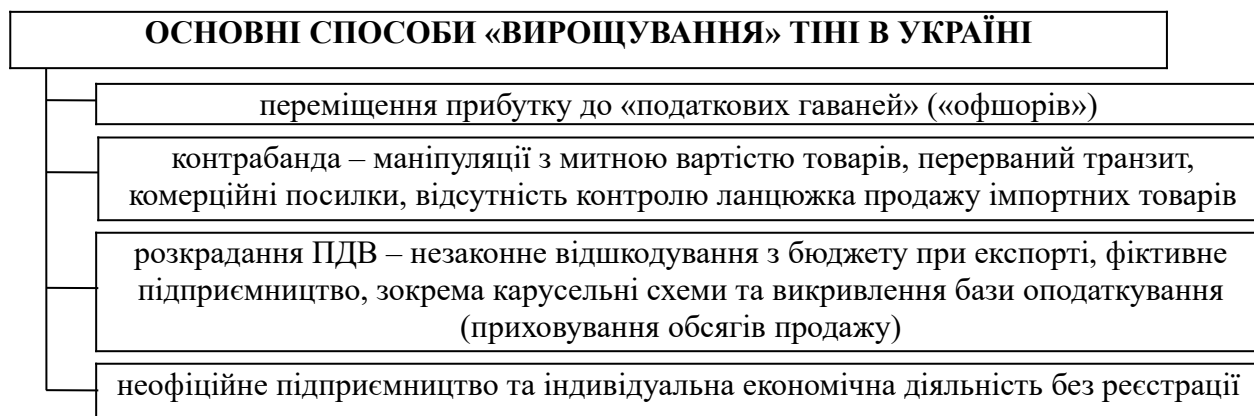 ОСНОВНІ СПОСОБИ «ВИРОЩУВАННЯ» ТІНІ В УКРАЇНІ
переміщення прибутку до «податкових гаваней» («офшорів»)
контрабанда – маніпуляції з митною вартістю товарів, перерваний транзит,
комерційні посилки, відсутність контролю ланцюжка продажу імпортних товарів
розкрадання ПДВ – незаконне відшкодування з бюджету при експорті, фіктивне
підприємництво, зокрема карусельні схеми та викривлення бази оподаткування
(приховування обсягів продажу)
неофіційне підприємництво та індивідуальна економічна діяльність без реєстрації